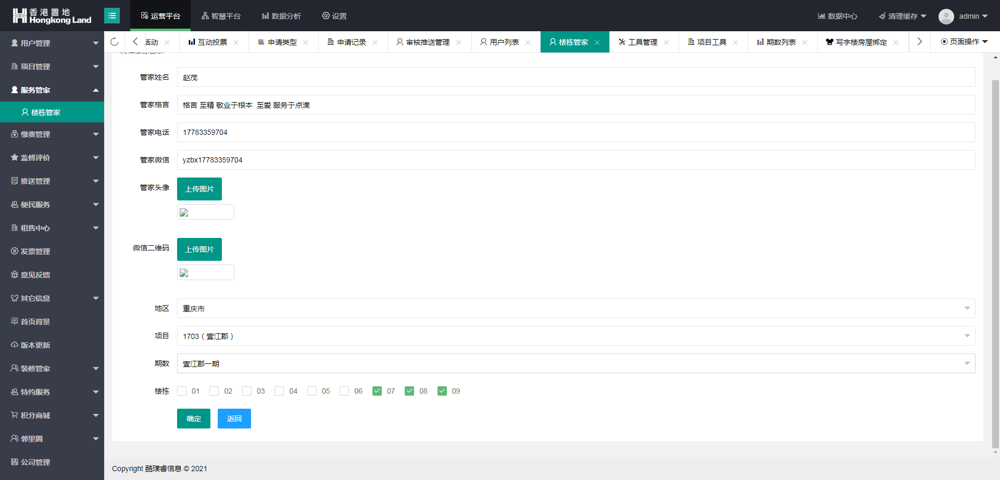 香港置地
Hongkong Land
运营平台
智慧平台
数据分析
设置
数据中心
清理缓存
admin
活动
互动投票
申请类型
申请记录
审核推送管理
用户列表
楼栋管家
工具管理
项目工具
期数列表
写字楼房屋绑定
页面操作
用户管理
项目管理
服务管家
楼栋管家
缴费管理
监督评价
推送管理
便民服务
租售中心
发票管理
意见反馈
其它信息
首页背景
版本更新
装修管家
特约服务
积分商城
邻里圈
公司管理
管家姓名 赵茂
管家格言 格言 至精 敬业于根本  至爱 服务于点滴
管家电话 17783359704
管家微信 yzbx17783359704
管家头像 上传图片
微信二维码 上传图片
地区 重庆市
项目 1703（壹江郡）
期数 壹江郡一期
楼栋 01 02 03 04 05 06 07 08 09
确定 返回
Copyright 酷璞睿信息 © 2021